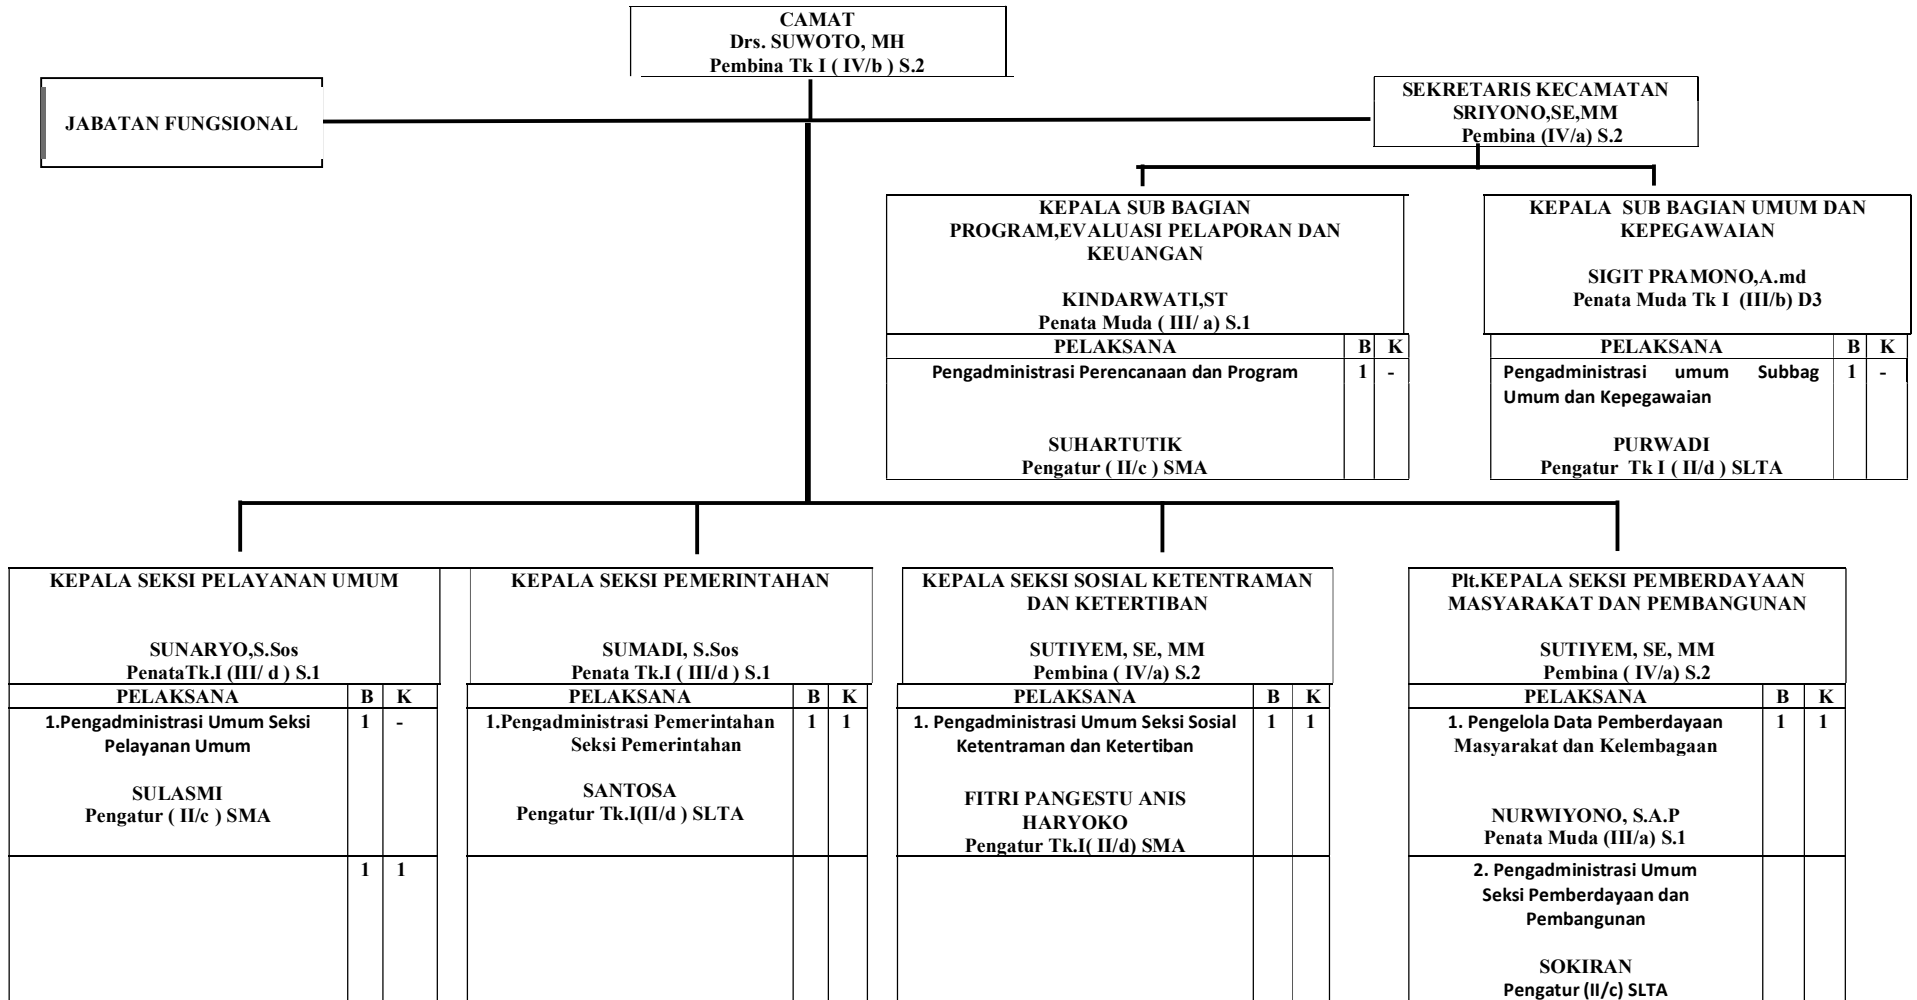 CAMAT
Drs. SUWOTO, MH
Pembina Tk I ( IV/b ) S.2
JABATAN FUNGSIONAL
SEKRETARIS KECAMATAN
SRIYONO,SE,MM
Pembina (IV/a) S.2
KEPALA SUB BAGIAN
PROGRAM,EVALUASI PELAPORAN DAN
KEUANGAN
KINDARWATI,ST
Penata Muda ( III/ a) S.1
PELAKSANA B K
Pengadministrasi Perencanaan dan Program 1 -
SUHARTUTIK
Pengatur ( II/c ) SMA
KEPALA SUB BAGIAN UMUM DAN
KEPEGAWAIAN
SIGIT PRAMONO,A.md
Penata Muda Tk I (III/b) D3
PELAKSANA B K
Pengadministrasi umum Subbag 1 -
Umum dan Kepegawaian
PURWADI
Pengatur Tk I ( II/d ) SLTA
KEPALA SEKSI PELAYANAN UMUM
SUNARYO,S.Sos
PenataTk.I (III/ d ) S.1
PELAKSANA B K
1.Pengadministrasi Umum Seksi 1 -
Pelayanan Umum
SULASMI
Pengatur ( II/c ) SMA
1 1
KEPALA SEKSI PEMERINTAHAN
SUMADI, S.Sos
Penata Tk.I ( III/d ) S.1
PELAKSANA B K
1.Pengadministrasi Pemerintahan 1 1
Seksi Pemerintahan
SANTOSA
Pengatur Tk.I(II/d ) SLTA
KEPALA SEKSI SOSIAL KETENTRAMAN
DAN KETERTIBAN
SUTIYEM, SE, MM
Pembina ( IV/a) S.2
PELAKSANA B K
1. Pengadministrasi Umum Seksi Sosial 1 1
Ketentraman dan Ketertiban
FITRI PANGESTU ANIS
HARYOKO
Pengatur Tk.I( II/d) SMA
Plt.KEPALA SEKSI PEMBERDAYAAN
MASYARAKAT DAN PEMBANGUNAN
SUTIYEM, SE, MM
Pembina ( IV/a) S.2
PELAKSANA B K
1. Pengelola Data Pemberdayaan 1 1
Masyarakat dan Kelembagaan
NURWIYONO, S.A.P
Penata Muda (III/a) S.1
2. Pengadministrasi Umum
Seksi Pemberdayaan dan
Pembangunan
SOKIRAN
Pengatur (II/c) SLTA